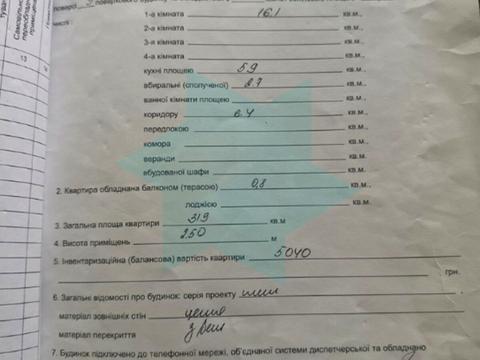 1-а кімната 16.1 кв.м.,
2-а кімната кв.м.,
3-я кімната кв.м.,
4-а кімната кв.м.,
числі:
кухні площею 5.9 кв.м.,
вбиральні (сполученої) 2.7 кв.м.,
ванної кімнати площею кв.м.,
коридору 6.4 кв.м.,
передпокою кв.м.,
комора кв.м.
веранди кв.м.
вбудованої шафи кв.м.
2. Квартира обладнана балконом (терасою) 0,8 кв.м.,
лоджією кв.м.
3. Загальна площа квартири 31.9 кв.м
4. Висота приміщень 2.50 м
5. Інвентаризаційна (балансова) вартість квартири 5040
грн.
6. Загальні відомості про будинок: серія проекту
матеріал зовнішніх стін
матеріал перекриття
7. Будинок підключено до телефонної мережі, об'єднаної системи диспетчерської та обладнано
13